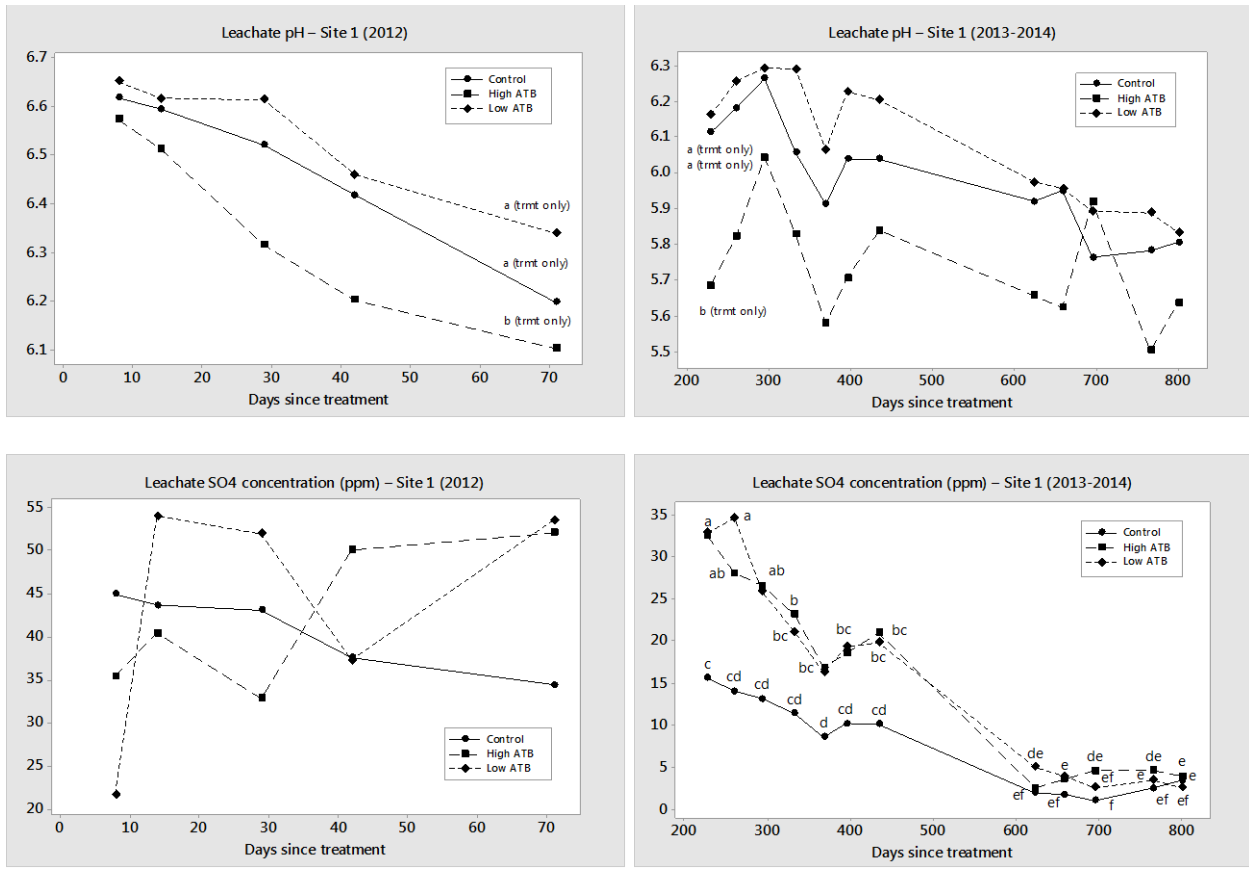 Leachate pH – Site 1 (2012)
6.7
6.6
6.5
6.4
6.3
6.2
6.1
Control
High ATB
Low ATB
a (trmt only)
a (trmt only)
b (trmt only)
0 10 20 30 40 50 60 70
Days since treatment
Leachate pH – Site 1 (2013-2014)
6.3
6.2
6.1
6.0
5.9
5.8
5.7
5.6
5.5
Control
High ATB
Low ATB
a (trmt only)
a (trmt only)
b (trmt only)
200 300 400 500 600 700 800
Days since treatment
Leachate SO4 concentration (ppm) – Site 1 (2012)
55
50
45
40
35
30
25
20
Control
High ATB
Low ATB
0 10 20 30 40 50 60 70
Days since treatment
Leachate SO4 concentration (ppm) – Site 1 (2013-2014)
35
30
25
20
15
10
5
0
Control
High ATB
Low ATB
a a
ab ab
b
bc bc bc bc bc
c cd cd cd d cd cd
de e de de e
ef e e
ef ef f ef ef
200 300 400 500 600 700 800
Days since treatment